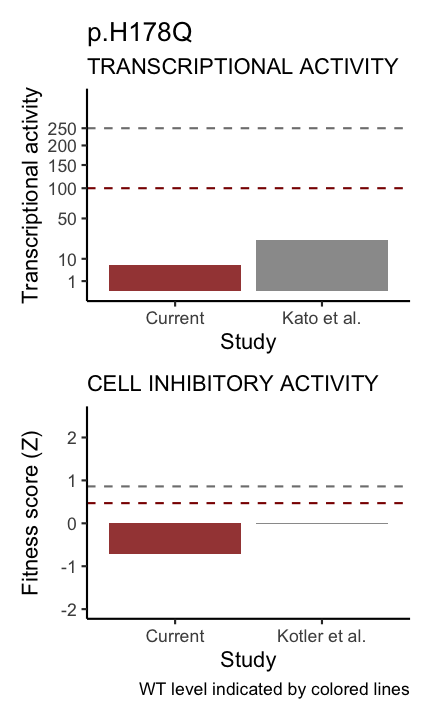 p.H178Q
TRANSCRIPTIONAL ACTIVITY
Transcriptional activity
250
200
150
100
50
10
1
Current
Kato et al.
Study
CELL INHIBITORY ACTIVITY
Fitness score (Z)
2
1
0
-1
-2
Current
Kotler et al.
Study
WT level indicated by colored lines